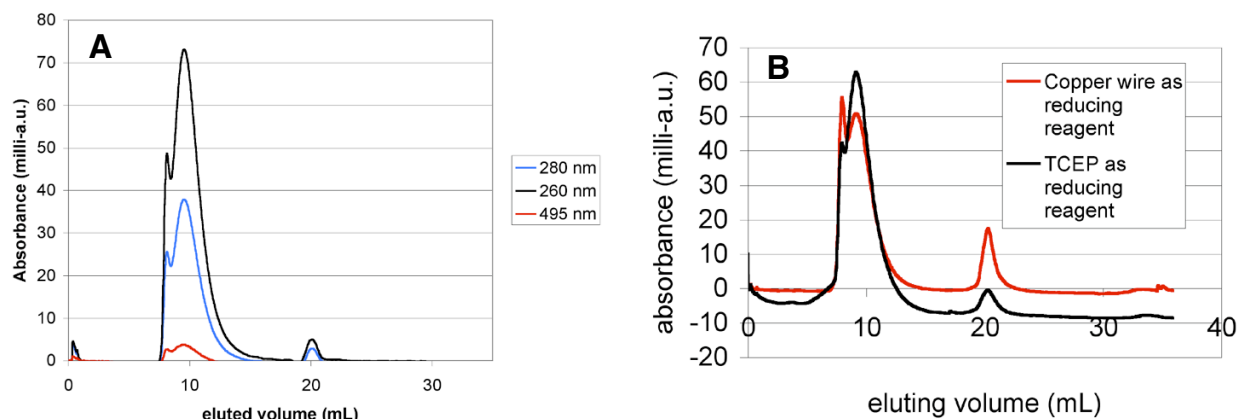 A
80
70
60
50
40
30
20
10
0
Absorbance (milli-a.u.)
0
10
20
30
eluted volume (mL)
280 nm
260 nm
495 nm
B
70
60
50
40
30
20
10
0
-10
-20
absorbance (milli-a.u.)
0
10
20
30
40
eluting volume (mL)
Copper wire as
reducing
reagent
TCEP as
reducing
reagent